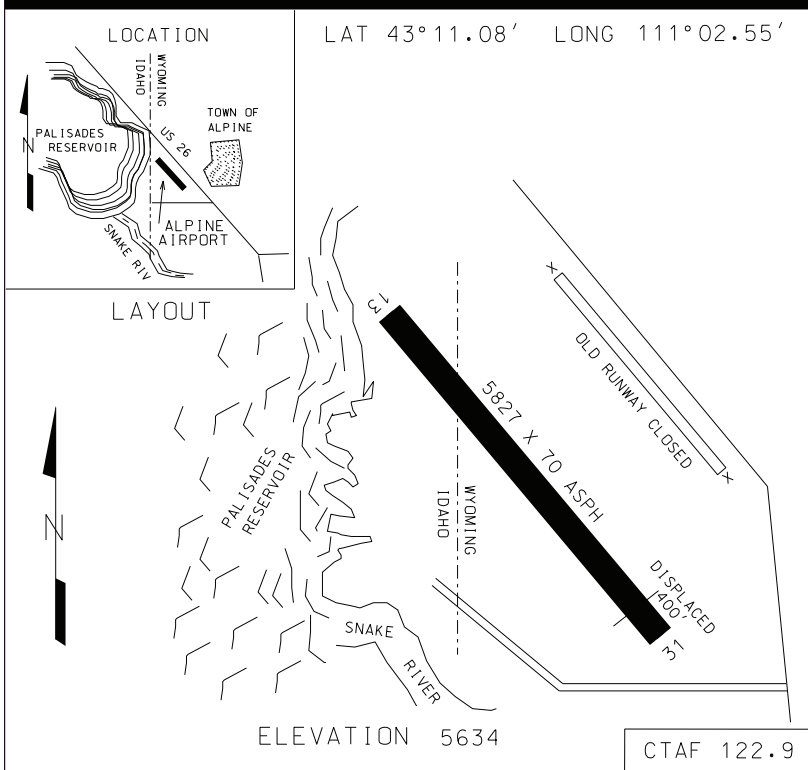 LOCATION
LAT 43°11.08′ LONG 111°02.55′
IDAHO
WYOMING
TOWN OF
ALPINE
PALISADES
RESERVOIR
US 26
N
ALPINE
AIRPORT
SNAKE RIV
LAYOUT
13
OLD RUNWAY CLOSED
X
X
5827 X 70 ASPH
PALISADES
RESERVOIR
IDAHO
WYOMING
N
DISPLACED
400'
31
SNAKE
RIVER
ELEVATION 5634
CTAF 122.9